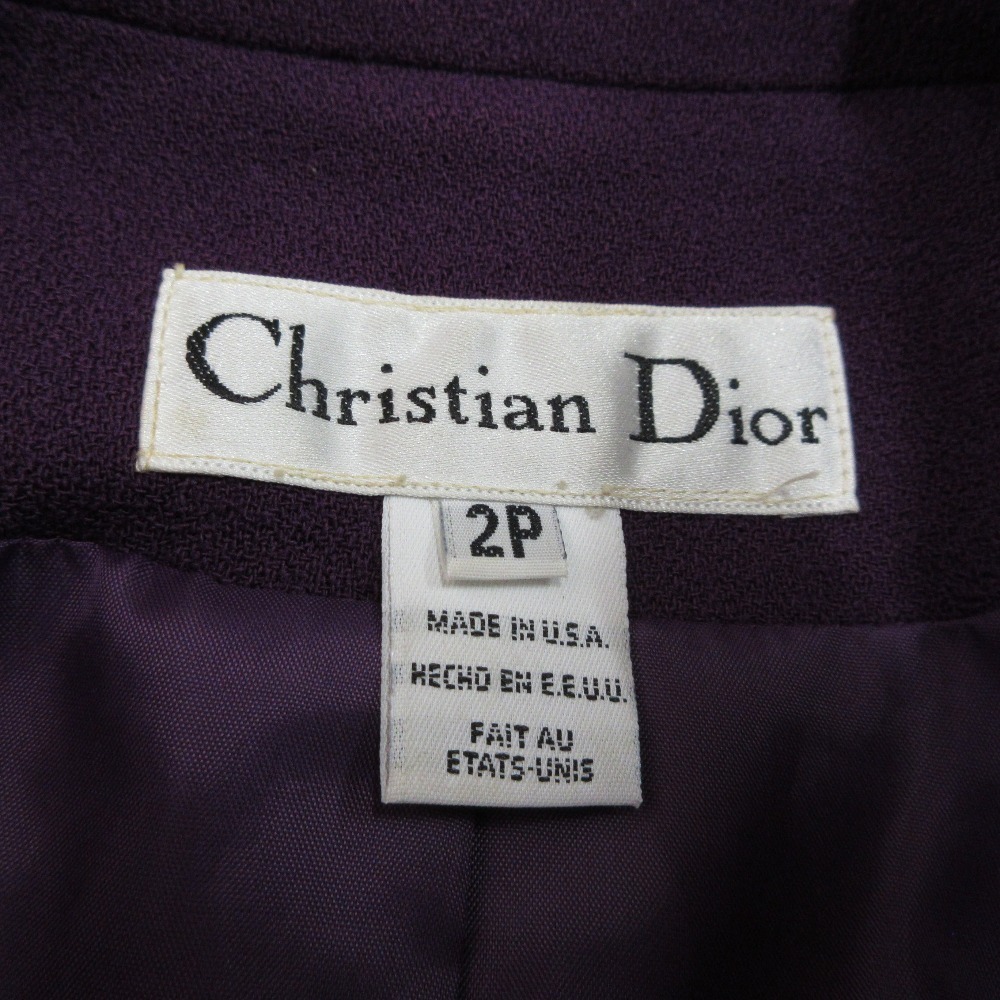 Christian Dior
2P
MADE IN U.S.A.
HECHO EN E.E.U.U.
FAIT AU
ETATS-UNIS